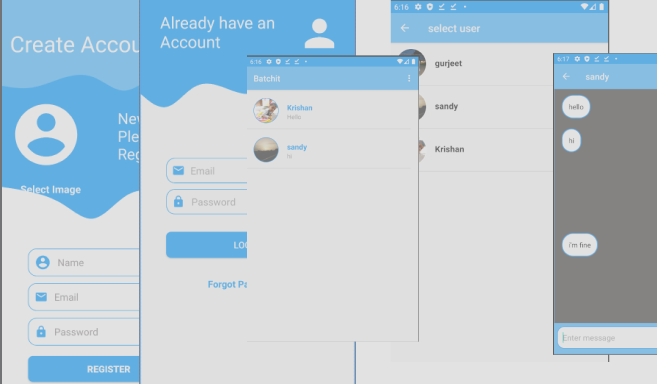 Create Accou
Nev
Ple
Reg
Select Image
Name
Email
Password
REGISTER
Already have an
Account
Email
Password
LOG
Forgot Pa
6:16
Batchit
Krishan
Hello
sandy
hi
6:16
select user
gurjeet
sandy
Krishan
6:17
sandy
hello
hi
i'm fine
Enter message